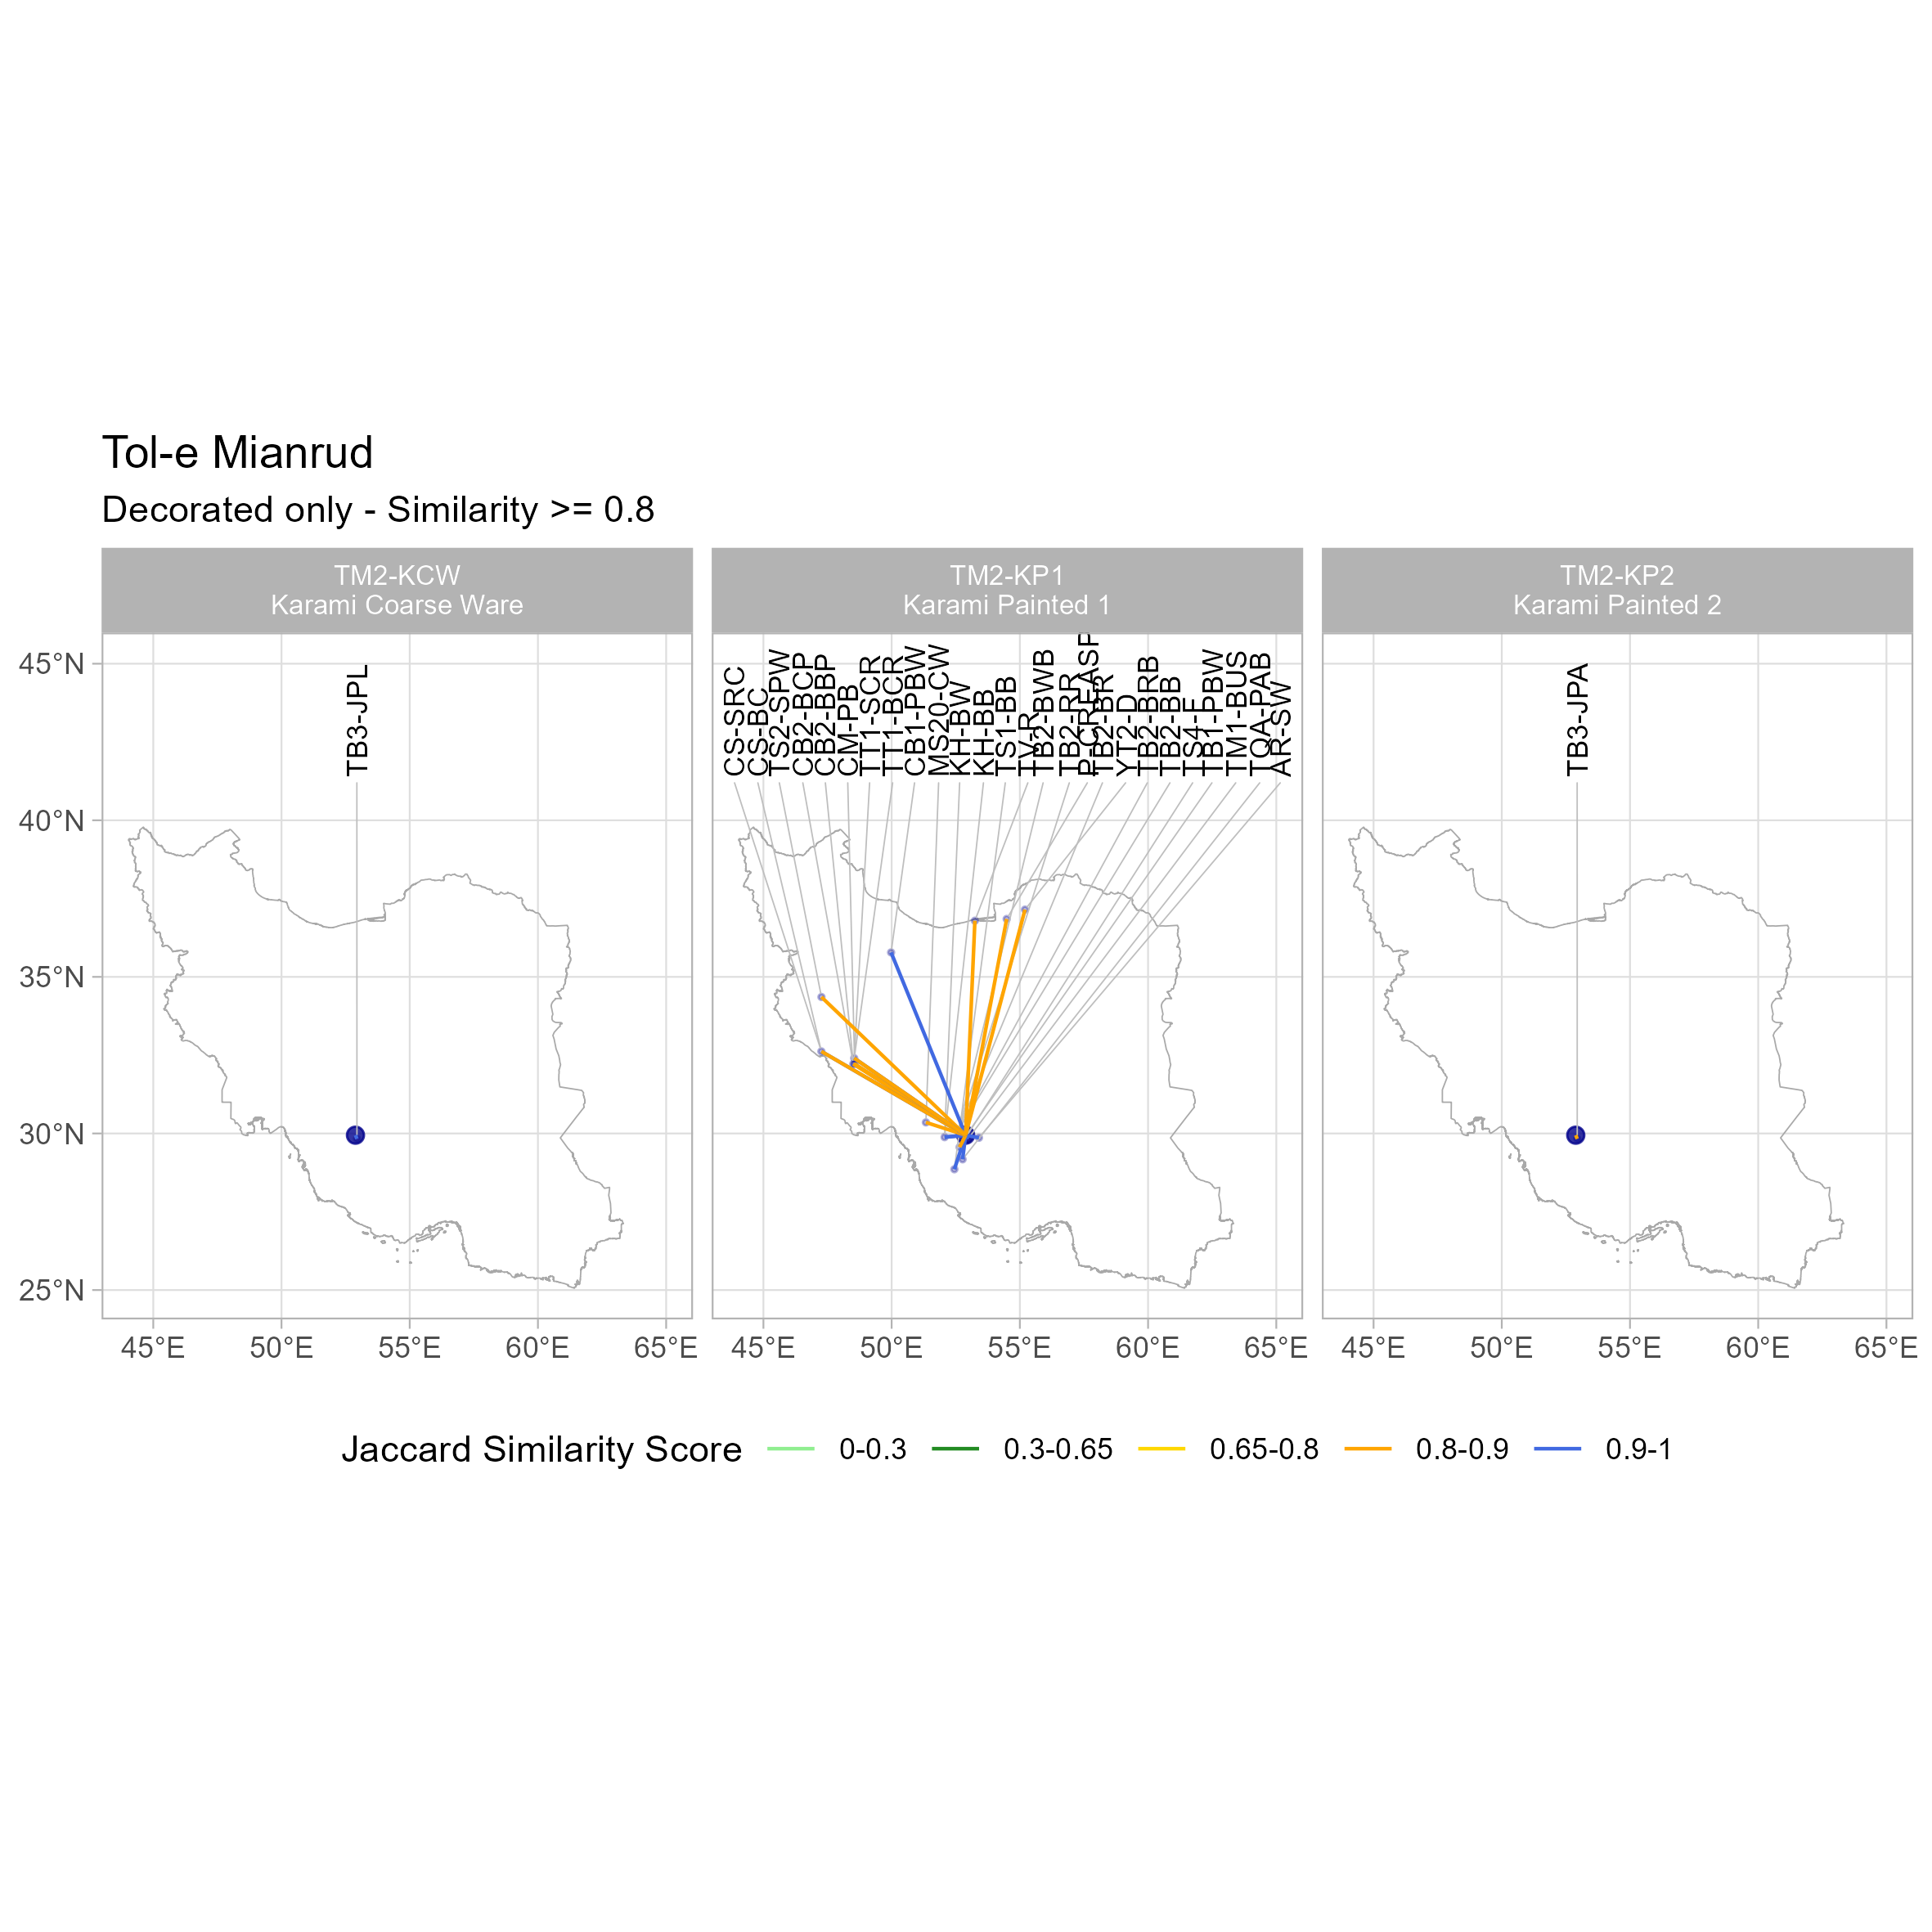 Tol-e Mianrud
Decorated only - Similarity >= 0.8
TM2-KCW
Karami Coarse Ware
TM2-KP1
Karami Painted 1
TM2-KP2
Karami Painted 2
45°N
40°N
35°N
30°N
25°N
TB3-JPL
CS-SRC
CS-BC
TS2-SPW
CB2-BCP
CB2-BBP
CM-PB
TT1-SCR
TT1-BCR
CB1-PBW
MS20-CW
KH-BW
KH-BB
TS1-BB
TV-R
TB2-BWB
TB2-RR
TB2-BR
YT2-D
TB2-BRB
TB2-BB
TS4-F
TB1-PBW
TM1-BUS
TQA-PAB
AR-SW
TB3-JPA
45°E 50°E 55°E 60°E 65°E
45°E 50°E 55°E 60°E 65°E
45°E 50°E 55°E 60°E 65°E
Jaccard Similarity Score 0-0.3 0.3-0.65 0.65-0.8 0.8-0.9 0.9-1